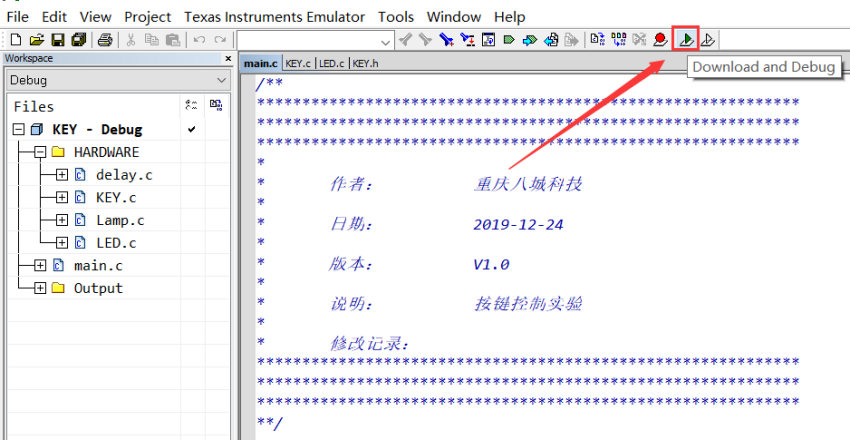 File Edit View Project Texas Instruments Emulator Tools Window Help
Workspace
main.c KEY.c LED.c KEY.h
Download and Debug
Debug
Files
KEY - Debug
HARDWARE
delay.c
KEY.c
Lamp.c
LED.c
main.c
Output
/**
************************************************************
************************************************************
************************************************************
*
* 作者: 重庆八城科技
*
* 日期: 2019-12-24
*
* 版本: V1.0
*
* 说明: 按键控制实验
*
* 修改记录:
************************************************************
************************************************************
************************************************************
**/